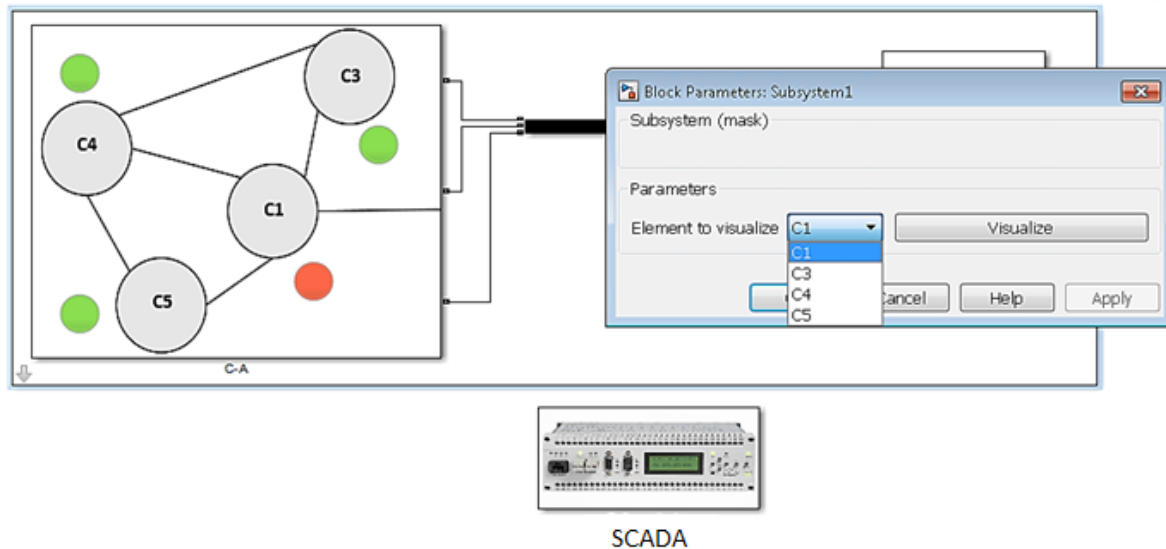 C3
C4
C1
C5
C-A
Block Parameters: Subsystem1
Subsystem (mask)
Parameters
Element to visualize C1 Visualize
C1
C3
C4
C5
Cancel Help Apply
SCADA